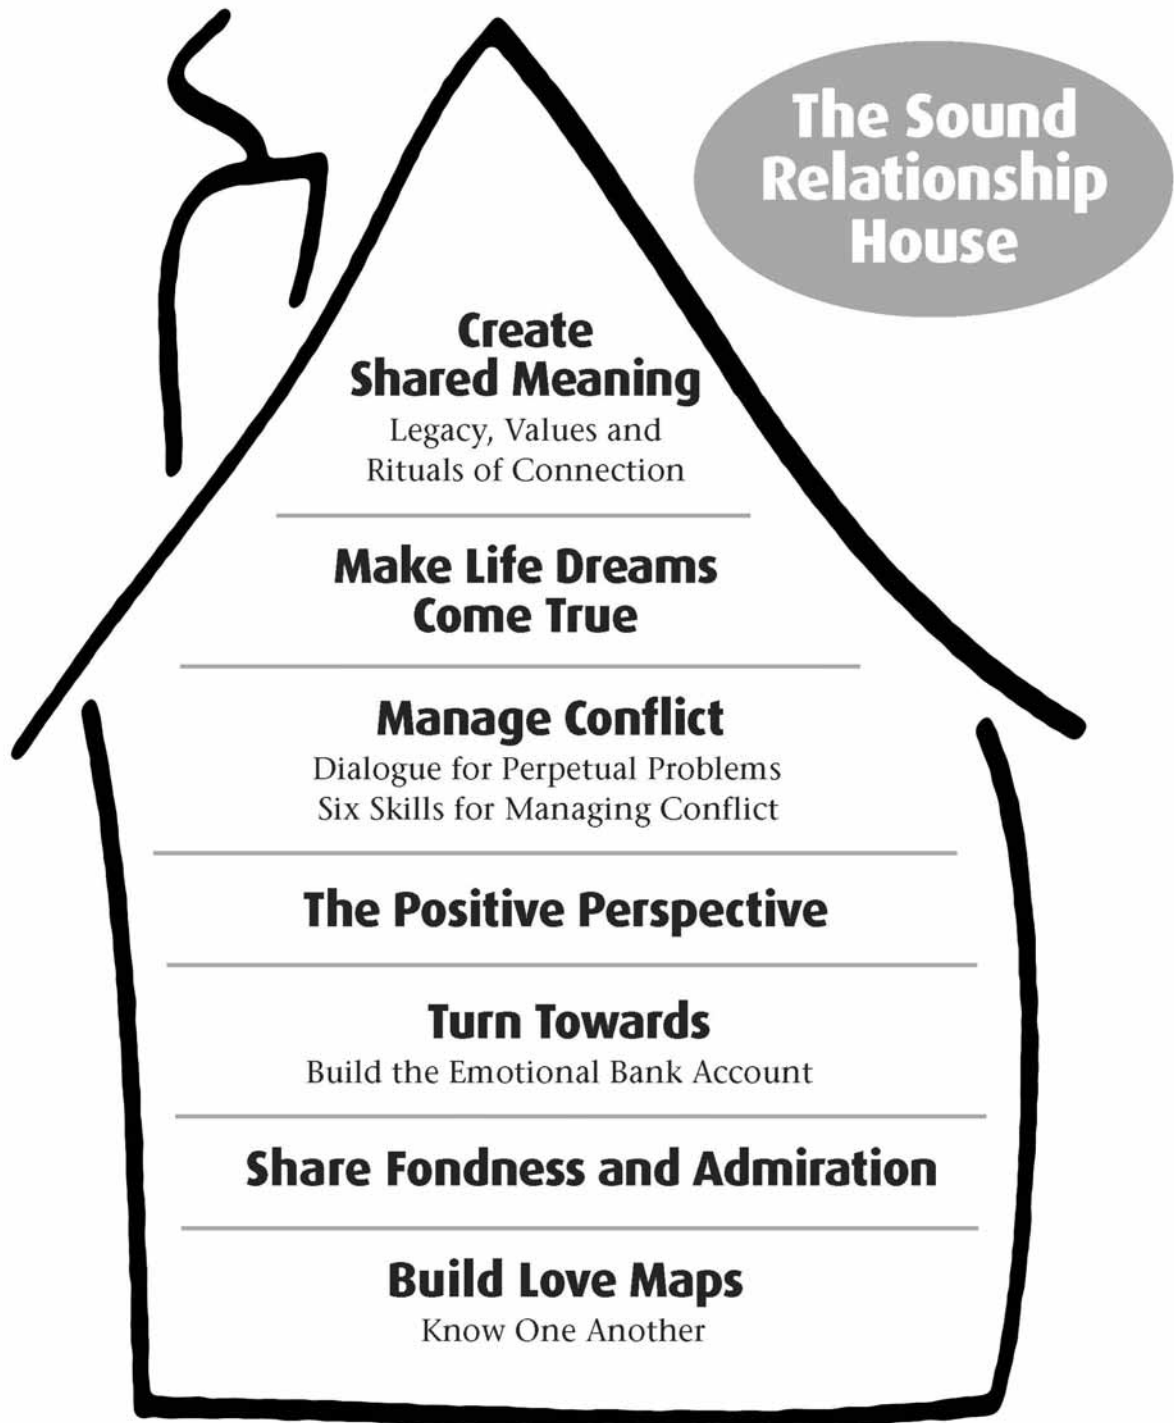 The Sound
Relationship
House
Create
Shared Meaning
Legacy, Values and
Rituals of Connection
Make Life Dreams
Come True
Manage Conflict
Dialogue for Perpetual Problems
Six Skills for Managing Conflict
The Positive Perspective
Turn Towards
Build the Emotional Bank Account
Share Fondness and Admiration
Build Love Maps
Know One Another